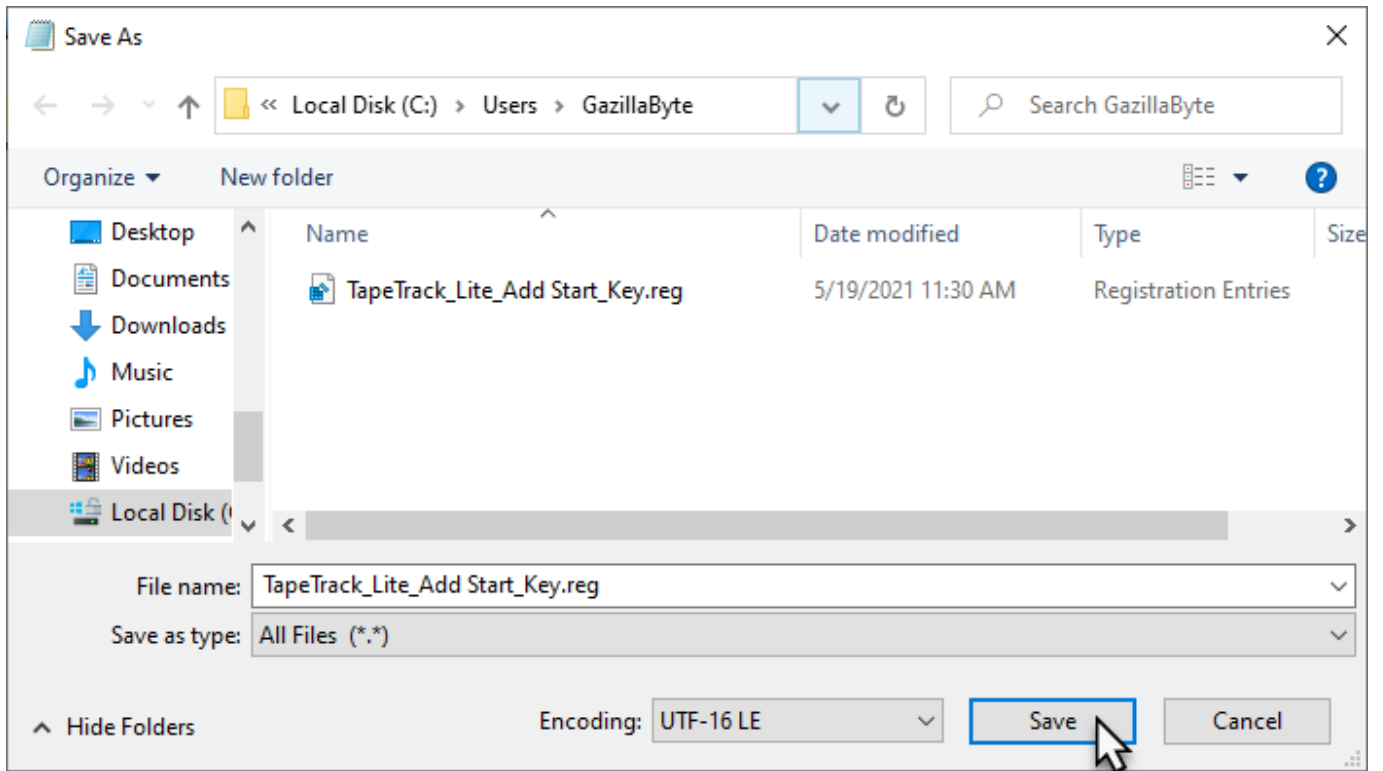 Save As
« Local Disk (C:) > Users > GazillaByte
Search GazillaByte
Organize
New folder
?
Name Date modified Type Size
Desktop
TapeTrack_Lite_Add Start_Key.reg 5/19/2021 11:30 AM Registration Entries
Documents
Downloads
Music
Pictures
Videos
Local Disk (
File name: TapeTrack_Lite_Add Start_Key.reg
Save as type: All Files (*.*)
Hide Folders
Encoding: UTF-16 LE
Save
Cancel